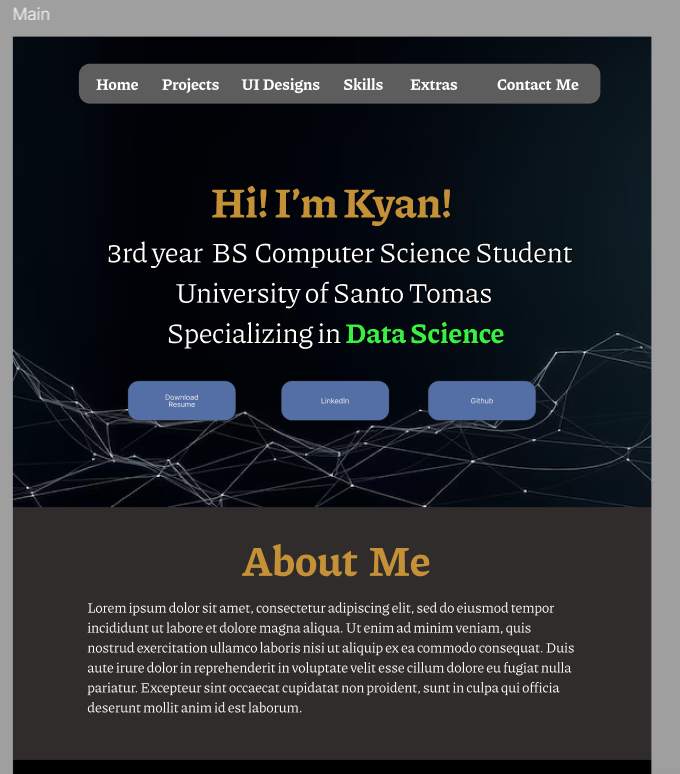 Main
Home Projects UI Designs Skills Extras Contact Me
Hi! I'm Kyan!
3rd year BS Computer Science Student
University of Santo Tomas
Specializing in Data Science
Download
Resume
LinkedIn
Github
About Me
Lorem ipsum dolor sit amet, consectetur adipiscing elit, sed do eiusmod tempor
incididunt ut labore et dolore magna aliqua. Ut enim ad minim veniam, quis
nostrud exercitation ullamco laboris nisi ut aliquip ex ea commodo consequat. Duis
aute irure dolor in reprehenderit in voluptate velit esse cillum dolore eu fugiat nulla
pariatur. Excepteur sint occaecat cupidatat non proident, sunt in culpa qui officia
deserunt mollit anim id est laborum.